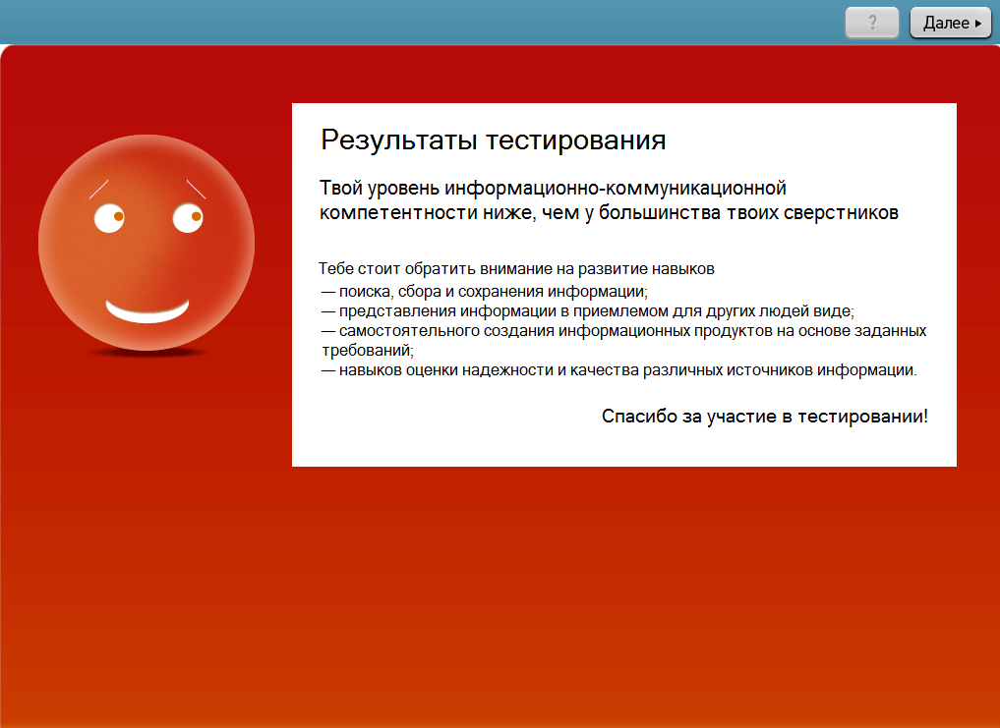 ?
Далее
Результаты тестирования
Твой уровень информационно-коммуникационной
компетентности ниже, чем у большинства твоих сверстников
Тебе стоит обратить внимание на развитие навыков
— поиска, сбора и сохранения информации;
— представления информации в приемлемом для других людей виде;
— самостоятельного создания информационных продуктов на основе заданных
требований;
— навыков оценки надежности и качества различных источников информации.
Спасибо за участие в тестировании!